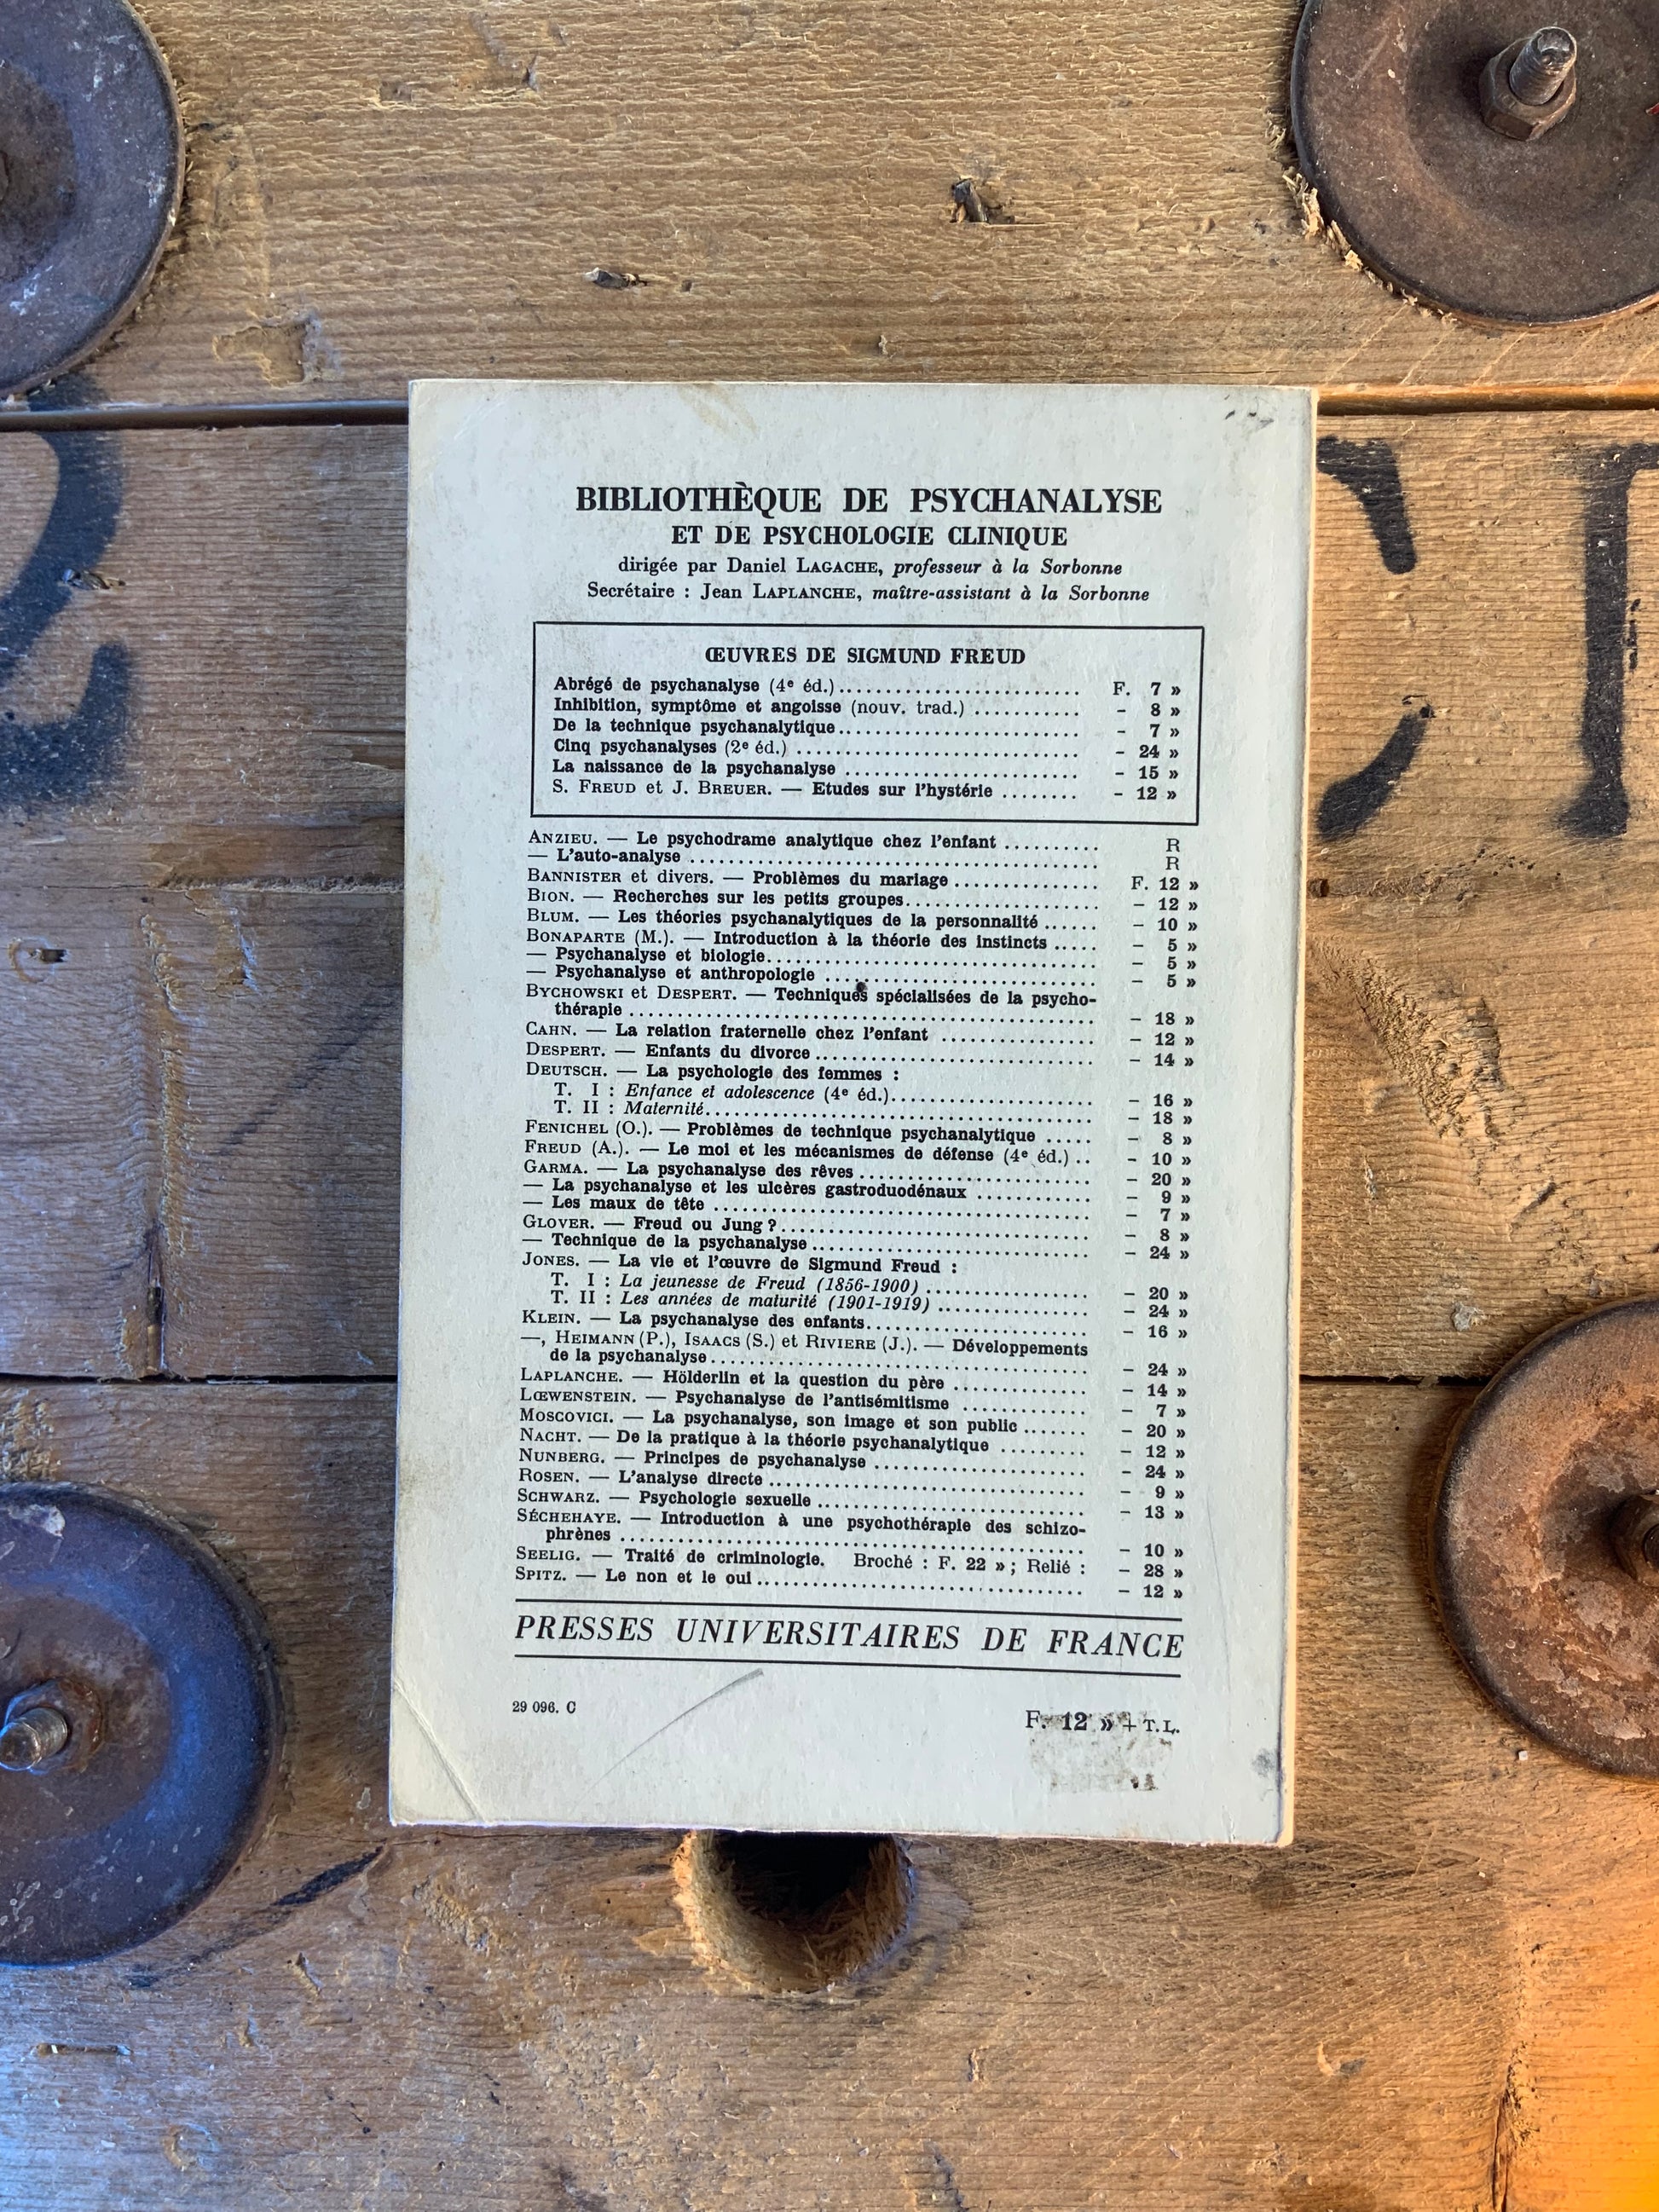 BIBLIOTHÈQUE DE PSYCHANALYSE
ET DE PSYCHOLOGIE CLINIQUE
dirigée par Daniel LAGACHE, professeur à la Sorbonne
Secrétaire : Jean LAPLANCHE, maître-assistant à la Sorbonne
ŒUVRES DE SIGMUND FREUD
Abrégé de psychanalyse (4e éd.).......................... F. 7 »
Inhibition, symptôme et angoisse (nouv. trad.) ........... - 8 »
De la technique psychanalytique.......................... - 7 »
Cinq psychanalyses (2e éd.) .............................. - 24 »
La naissance de la psychanalyse ......................... - 15 »
S. FREUD et J. BREUER. — Etudes sur l'hystérie ........ - 12 »
ANZIEU. — Le psychodrame analytique chez l'enfant .......... R
— L'auto-analyse ........................................... R
BANNISTER et divers. — Problèmes du mariage ............... F. 12 »
BION. — Recherches sur les petits groupes..................... - 12 »
BLUM. — Les théories psychanalytiques de la personnalité ...... - 10 »
BONAPARTE (M.). — Introduction à la théorie des instincts ..... - 5 »
— Psychanalyse et biologie.................................... - 5 »
— Psychanalyse et anthropologie ............................. - 5 »
BYCHOWSKI et DESPERT. — Techniques spécialisées de la psycho-
thérapie .................................................. - 18 »
CAHN. — La relation fraternelle chez l'enfant ................. - 12 »
DESPERT. — Enfants du divorce .............................. - 14 »
DEUTSCH. — La psychologie des femmes :
T. I : Enfance et adolescence (4e éd.)........................ - 16 »
T. II : Maternité........................................... - 18 »
FENICHEL (O.). — Problèmes de technique psychanalytique ..... - 8 »
FREUD (A.). — Le moi et les mécanismes de défense (4e éd.) .. - 10 »
GARMA. — La psychanalyse des rêves ......................... - 20 »
— La psychanalyse et les ulcères gastroduodénaux ............ - 9 »
— Les maux de tête ......................................... - 7 »
GLOVER. — Freud ou Jung ?.................................. - 8 »
— Technique de la psychanalyse .............................. - 24 »
JONES. — La vie et l'œuvre de Sigmund Freud :
T. I : La jeunesse de Freud (1856-1900) ..................... - 20 »
T. II : Les années de maturité (1901-1919) .................. - 24 »
KLEIN. — La psychanalyse des enfants......................... - 16 »
—, HEIMANN (P.), ISAACS (S.) et RIVIERE (J.). — Développements
de la psychanalyse ......................................... - 24 »
LAPLANCHE. — Hölderlin et la question du père .............. - 14 »
LŒWENSTEIN. — Psychanalyse de l'antisémitisme ............. - 7 »
MOSCOVICI. — La psychanalyse, son image et son public ....... - 20 »
NACHT. — De la pratique à la théorie psychanalytique ......... - 12 »
NUNBERG. — Principes de psychanalyse ....................... - 24 »
ROSEN. — L'analyse directe .................................. - 9 »
SCHWARZ. — Psychologie sexuelle ............................ - 13 »
SÉCHEHAYE. — Introduction à une psychothérapie des schizo-
phrènes .................................................. - 10 »
SEELIG. — Traité de criminologie. Broché : F. 22 » ; Relié : - 28 »
SPITZ. — Le non et le oui ................................... - 12 »
PRESSES UNIVERSITAIRES DE FRANCE
29 096. C
F. 12 » + T.L.